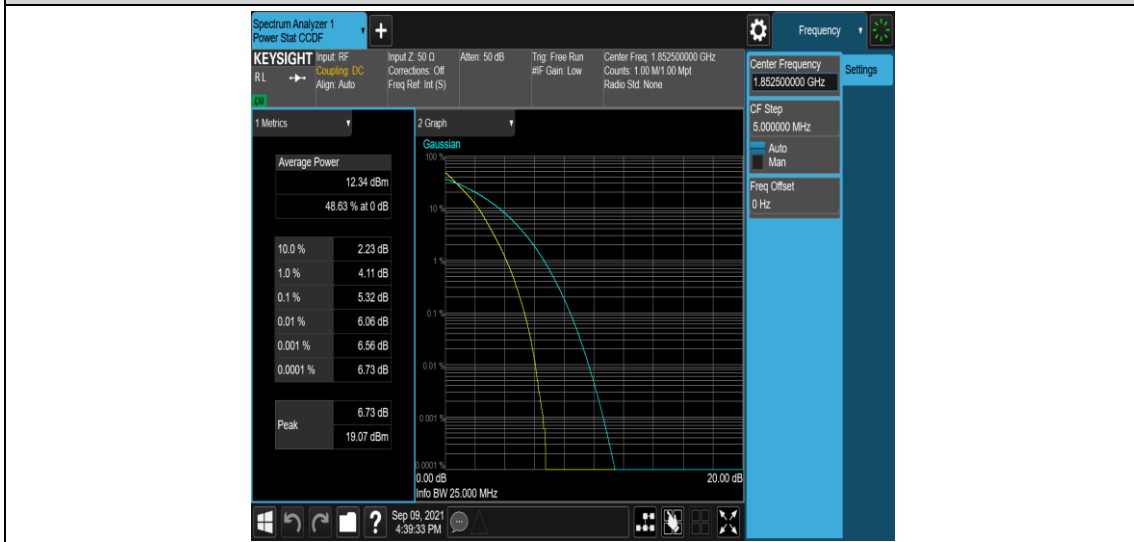 Spectrum Analyzer 1
Power Stat CCDF
Frequency
KEYSIGHT
R L
LXI
Input: RF
Coupling: DC
Align: Auto
Input Z: 50 Ω
Corrections: Off
Freq Ref: Int (S)
Atten: 50 dB
Trig: Free Run
#IF Gain: Low
Center Freq: 1.852500000 GHz
Counts: 1.00 M/1.00 Mpt
Radio Std: None
Center Frequency
1.852500000 GHz
Settings
CF Step
5.000000 MHz
Auto
Man
Freq Offset
0 Hz
1 Metrics
Average Power
12.34 dBm
48.63 % at 0 dB
10.0 % 2.23 dB
1.0 % 4.11 dB
0.1 % 5.32 dB
0.01 % 6.06 dB
0.001 % 6.56 dB
0.0001 % 6.73 dB
Peak
6.73 dB
19.07 dBm
2 Graph
Gaussian
100 %
10 %
1 %
0.1 %
0.01 %
0.001 %
0.0001 %
0.00 dB 20.00 dB
Info BW 25.000 MHz
Sep 09, 2021
4:39:33 PM